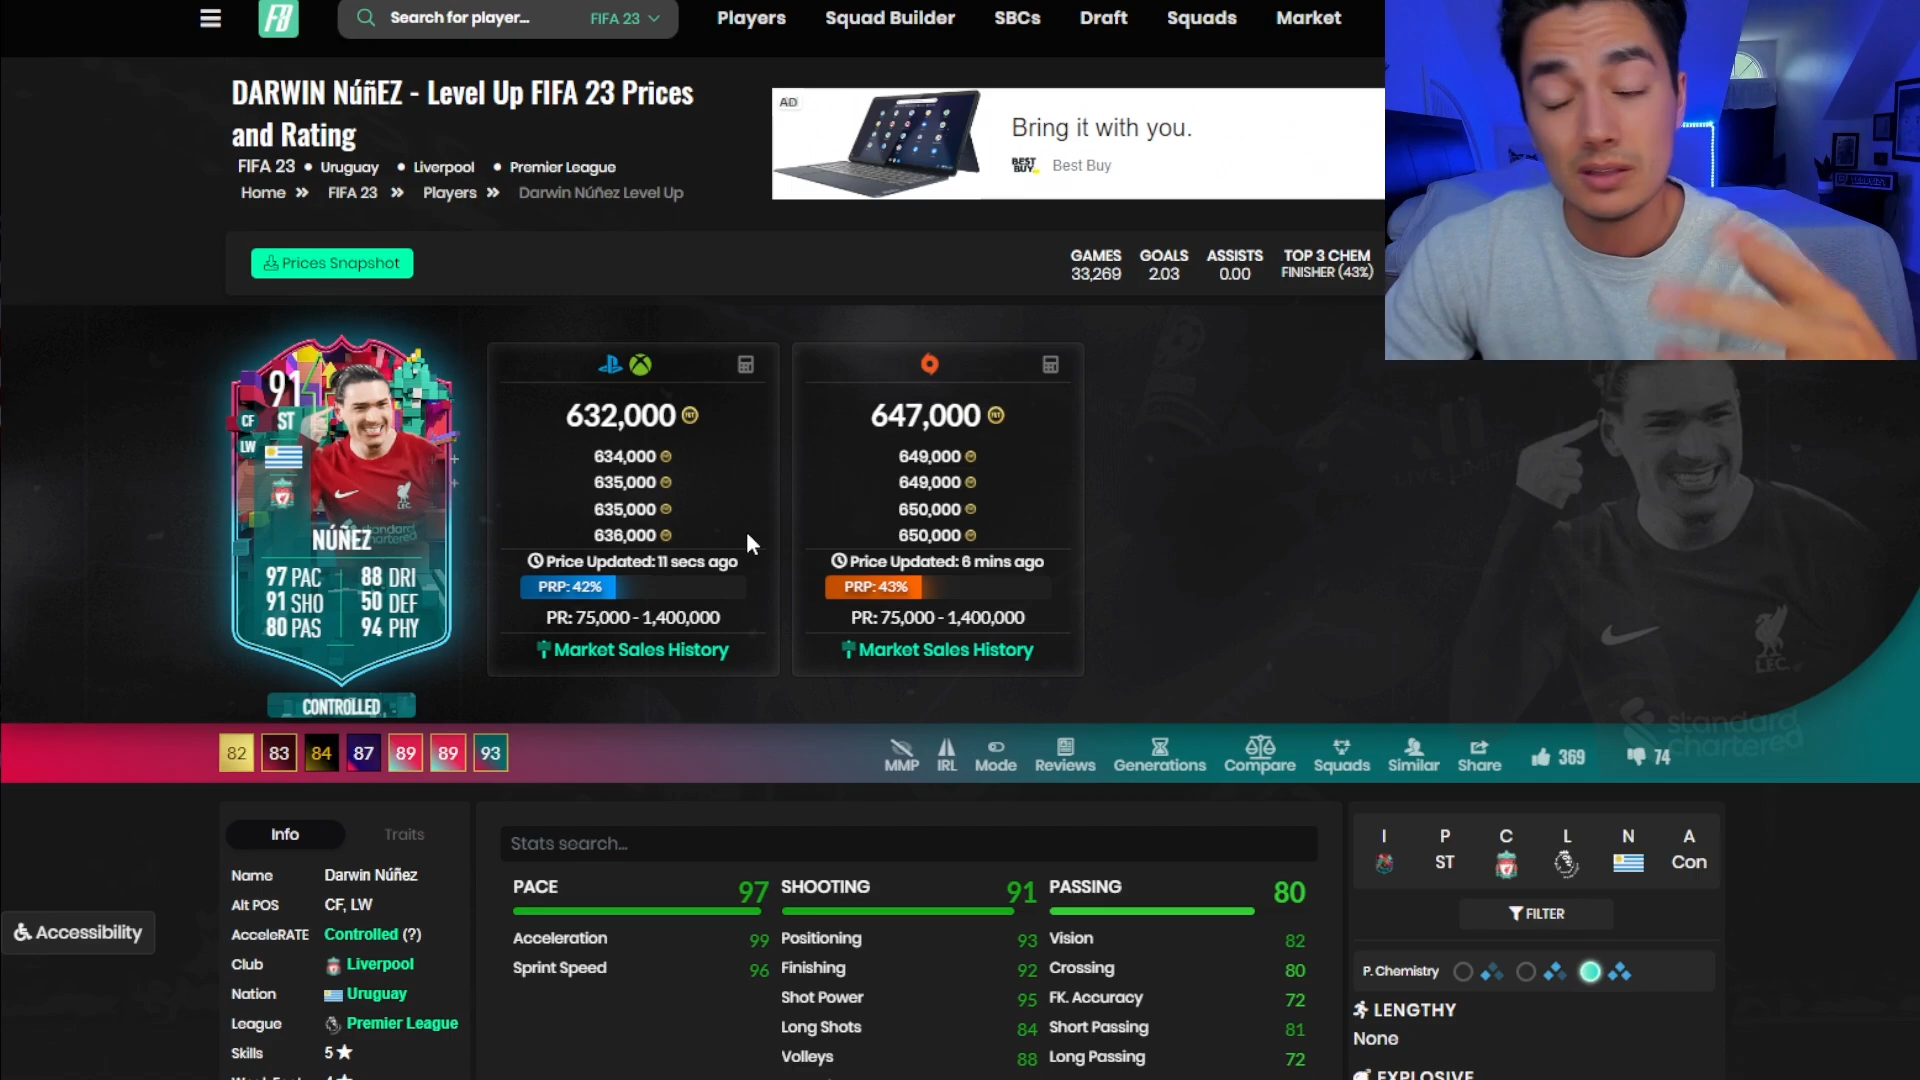 FB
Search for player...
FIFA 23
Players
Squad Builder
SBCs
Draft
Squads
Market
DARWIN NúñEZ - Level Up FIFA 23 Prices
and Rating
FIFA 23 • Uruguay • Liverpool • Premier League
Home » FIFA 23 » Players » Darwin Núñez Level Up
AD
Bring it with you.
BEST BUY
Best Buy
Prices Snapshot
GAMES
33,269
GOALS
2.03
ASSISTS
0.00
TOP 3 CHEM
FINISHER (43%)
91
ST
CF
LW
NÚÑEZ
97 PAC
88 DRI
91 SHO
50 DEF
80 PAS
94 PHY
CONTROLLED
632,000
634,000
635,000
635,000
636,000
Price Updated: 11 secs ago
PRP: 42%
PR: 75,000 - 1,400,000
Market Sales History
647,000
649,000
649,000
650,000
650,000
Price Updated: 6 mins ago
PRP: 43%
PR: 75,000 - 1,400,000
Market Sales History
L.F.C.
standard
chartered
82
83
84
87
89
89
93
MMP
IRL
Mode
Reviews
Generations
Compare
Squads
Similar
Share
369
74
Info
Traits
Name Darwin Núñez
Alt POS CF, LW
AcceleRATE Controlled (?)
Club Liverpool
Nation Uruguay
League Premier League
Skills 5
Accessibility
Stats search...
PACE 97
Acceleration 99
Sprint Speed 96
SHOOTING 91
Positioning 93
Finishing 92
Shot Power 95
Long Shots 84
Volleys 88
PASSING 80
Vision 82
Crossing 80
FK. Accuracy 72
Short Passing 81
Long Passing 72
I P C L N A
ST Con
FILTER
P. Chemistry
LENGTHY
None
EXPLOSIVE